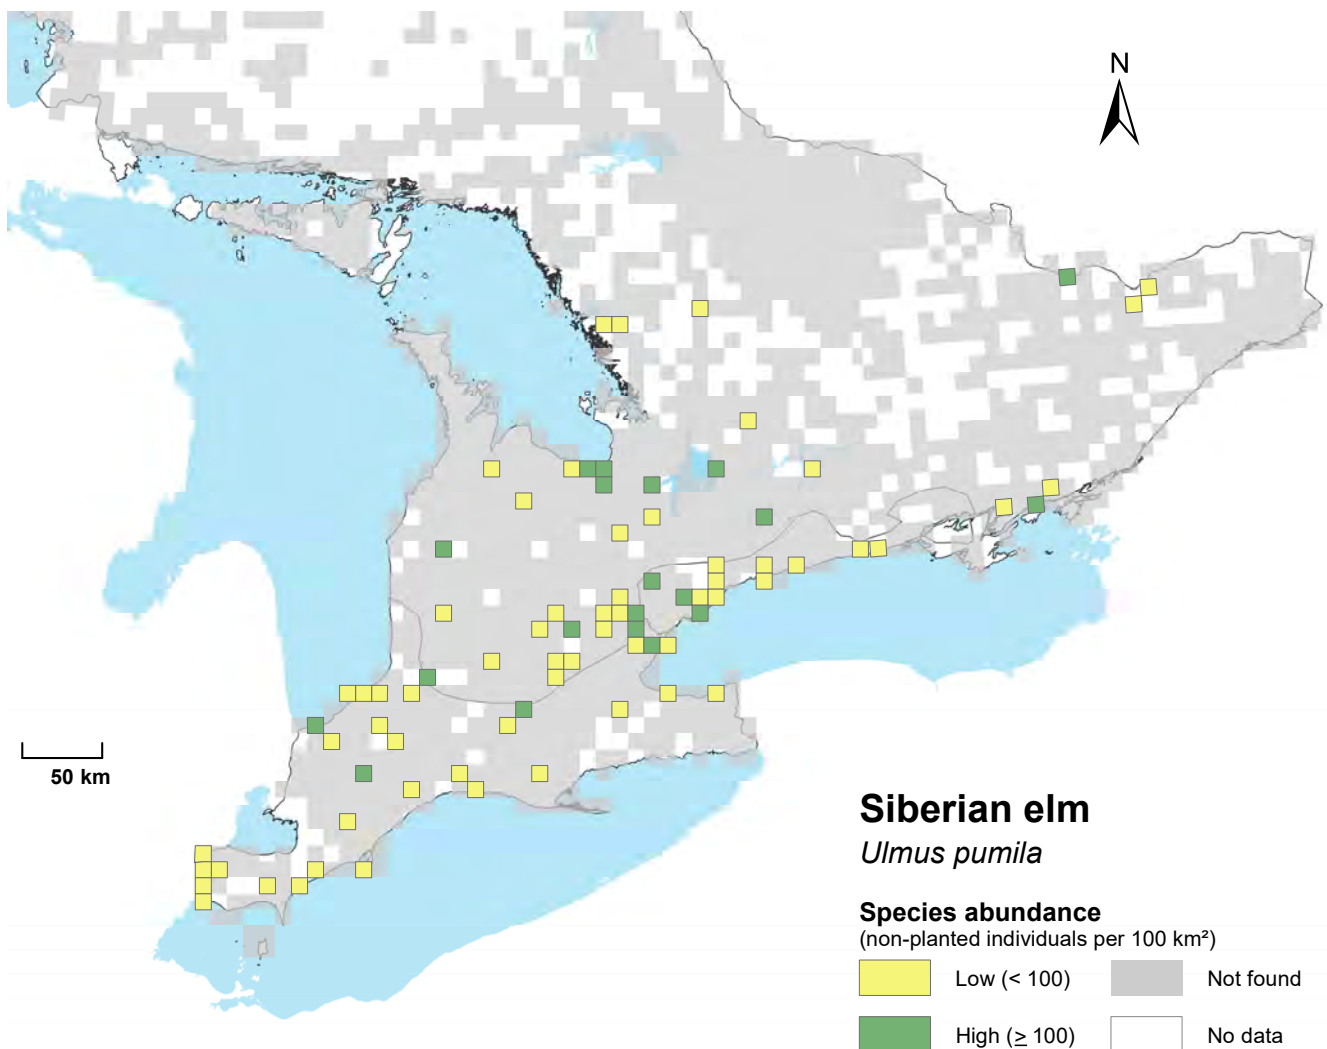 N
50 km
Siberian elm
Ulmus pumila
Species abundance
(non-planted individuals per 100 km²)
Low (< 100)
Not found
High (≥ 100)
No data